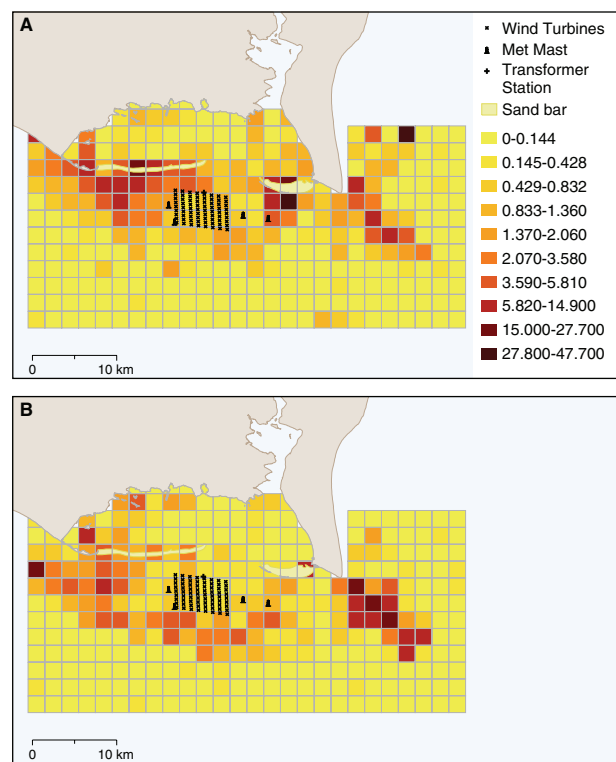 A
Wind Turbines
Met Mast
Transformer
Station
Sand bar
0-0.144
0.145-0.428
0.429-0.832
0.833-1.360
1.370-2.060
2.070-3.580
3.590-5.810
5.820-14.900
15.000-27.700
27.800-47.700
0 10 km
B
0 10 km